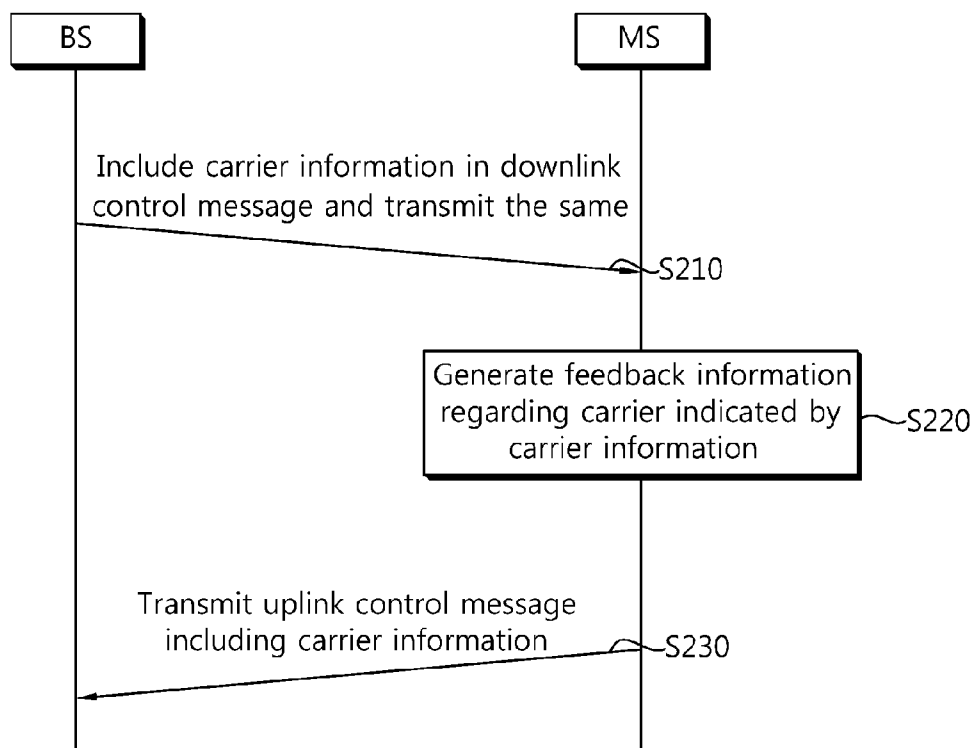 BS
MS
Include carrier information in downlink
control message and transmit the same
S210
Generate feedback information
regarding carrier indicated by
carrier information
S220
Transmit uplink control message
including carrier information
S230